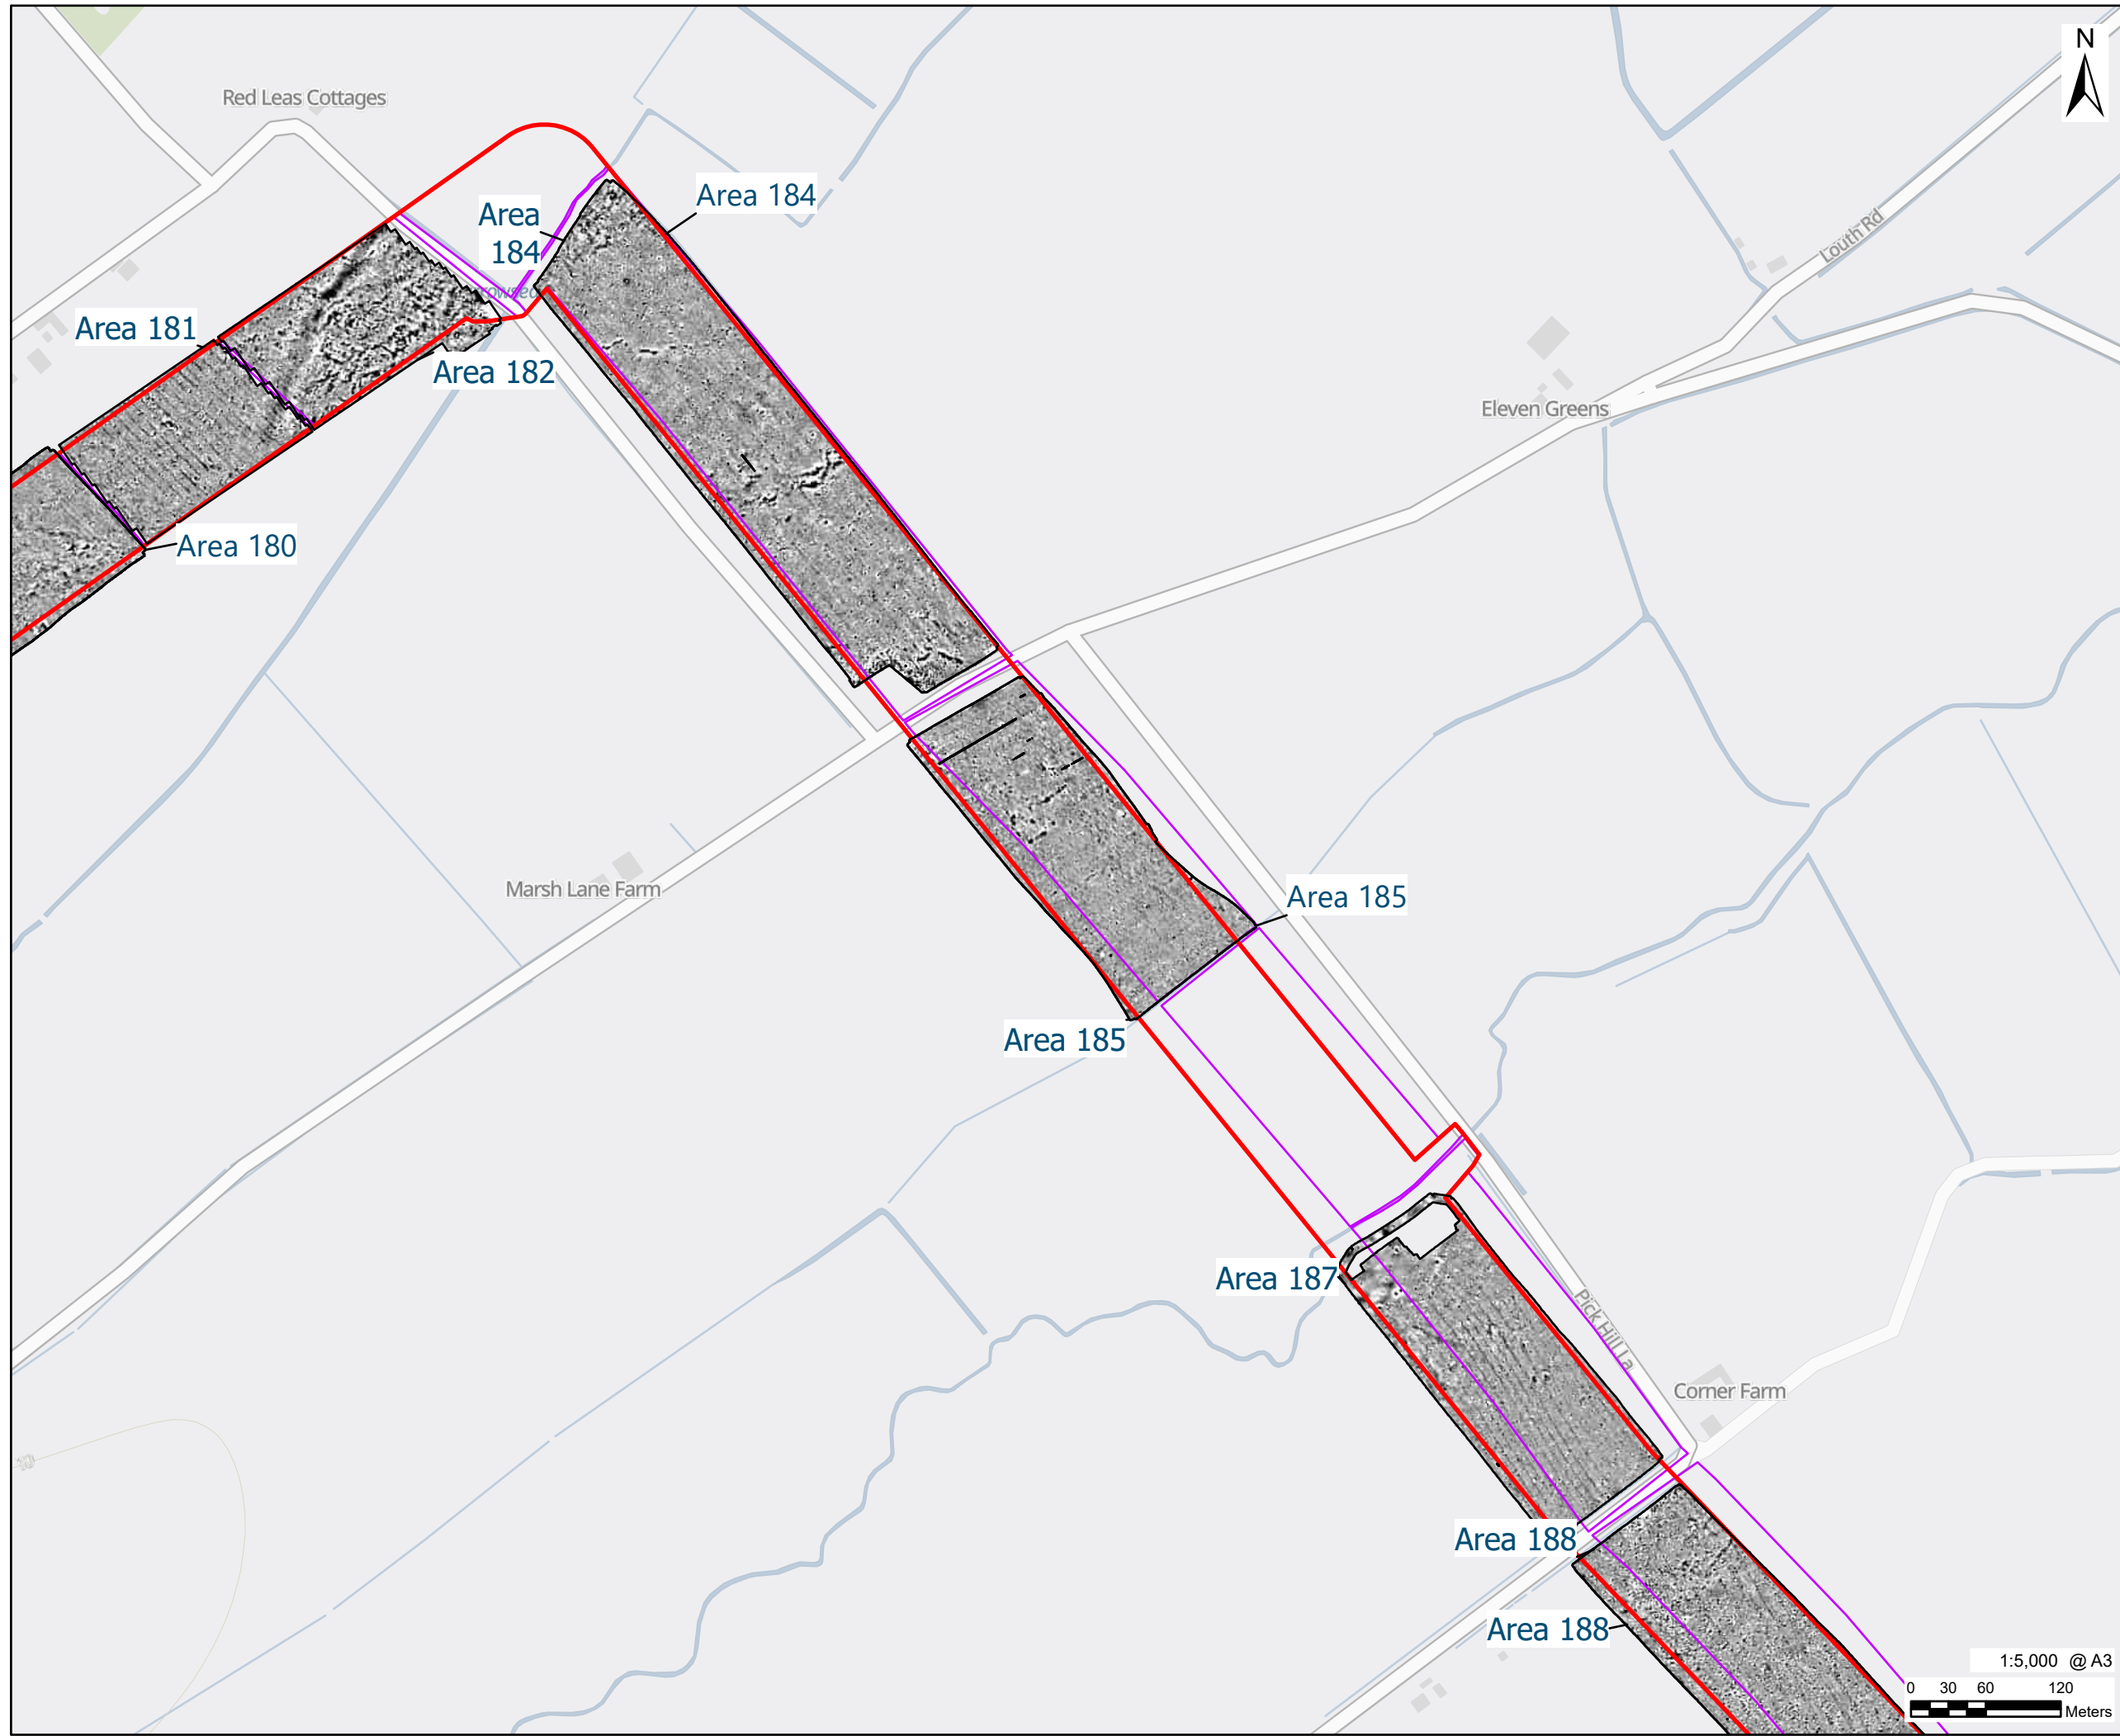 N
Red Leas Cottages
Area 184
Area
184
Louth Rd
Area 181
Area 182
Eleven Greens
Area 180
Marsh Lane Farm
Area 185
Area 185
Area 187
Pick Hill La
Corner Farm
Area 188
Area 188
1:5,000 @ A3
0 30 60 120
Meters